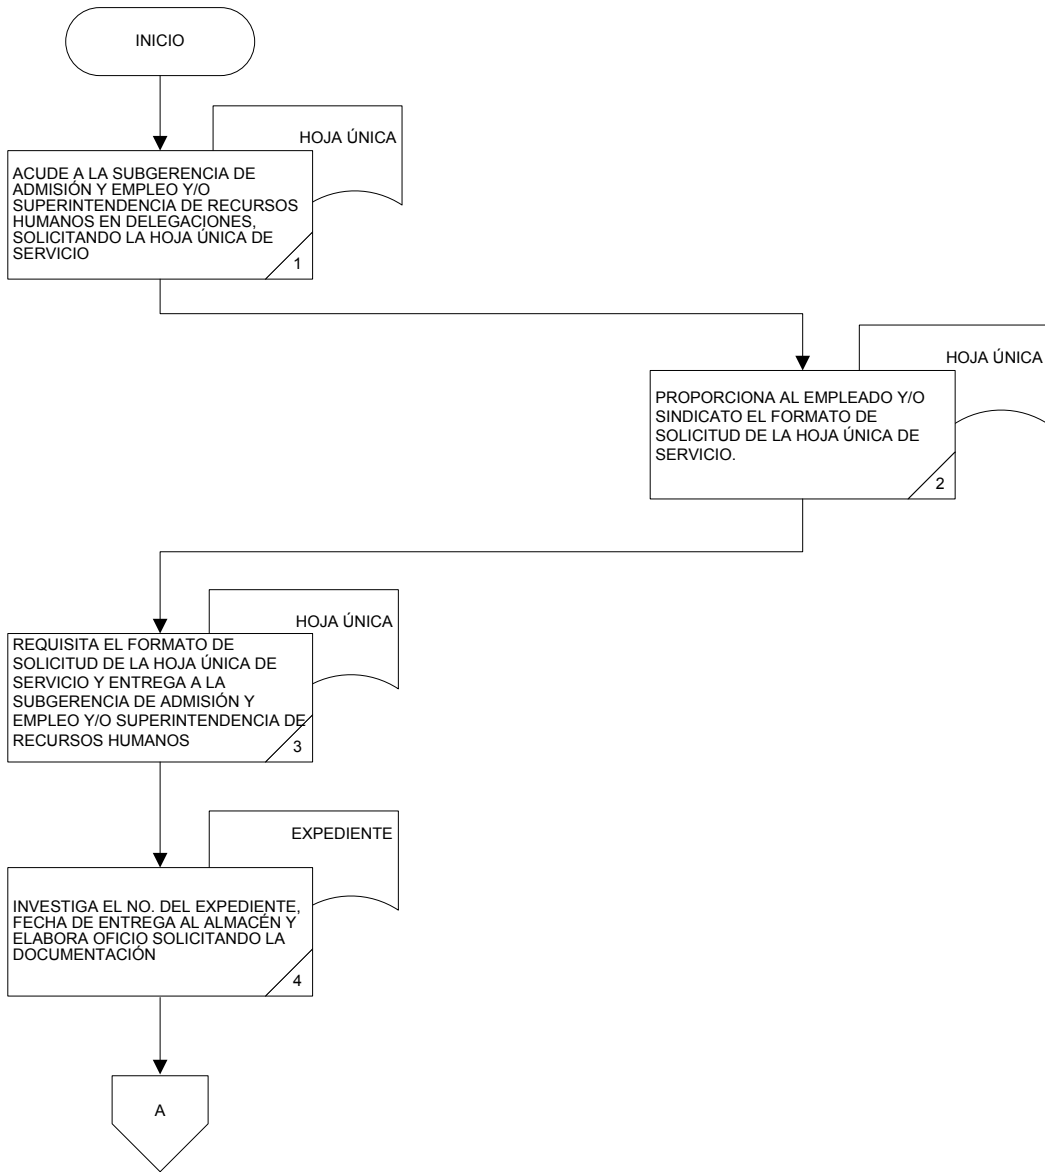 INICIO
HOJA ÚNICA
ACUDE A LA SUBGERENCIA DE
ADMISIÓN Y EMPLEO Y/O
SUPERINTENDENCIA DE RECURSOS
HUMANOS EN DELEGACIONES,
SOLICITANDO LA HOJA ÚNICA DE
SERVICIO
1
HOJA ÚNICA
PROPORCIONA AL EMPLEADO Y/O
SINDICATO EL FORMATO DE
SOLICITUD DE LA HOJA ÚNICA DE
SERVICIO.
2
HOJA ÚNICA
REQUISITA EL FORMATO DE
SOLICITUD DE LA HOJA ÚNICA DE
SERVICIO Y ENTREGA A LA
SUBGERENCIA DE ADMISIÓN Y
EMPLEO Y/O SUPERINTENDENCIA DE
RECURSOS HUMANOS
3
EXPEDIENTE
INVESTIGA EL NO. DEL EXPEDIENTE,
FECHA DE ENTREGA AL ALMACÉN Y
ELABORA OFICIO SOLICITANDO LA
DOCUMENTACIÓN
4
A